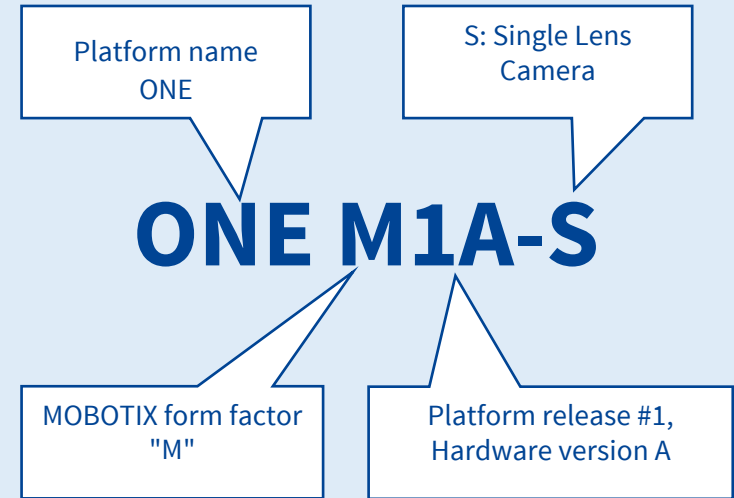 Platform name
ONE
S: Single Lens
Camera
ONE M1A-S
MOBOTIX form factor
"M"
Platform release #1,
Hardware version A